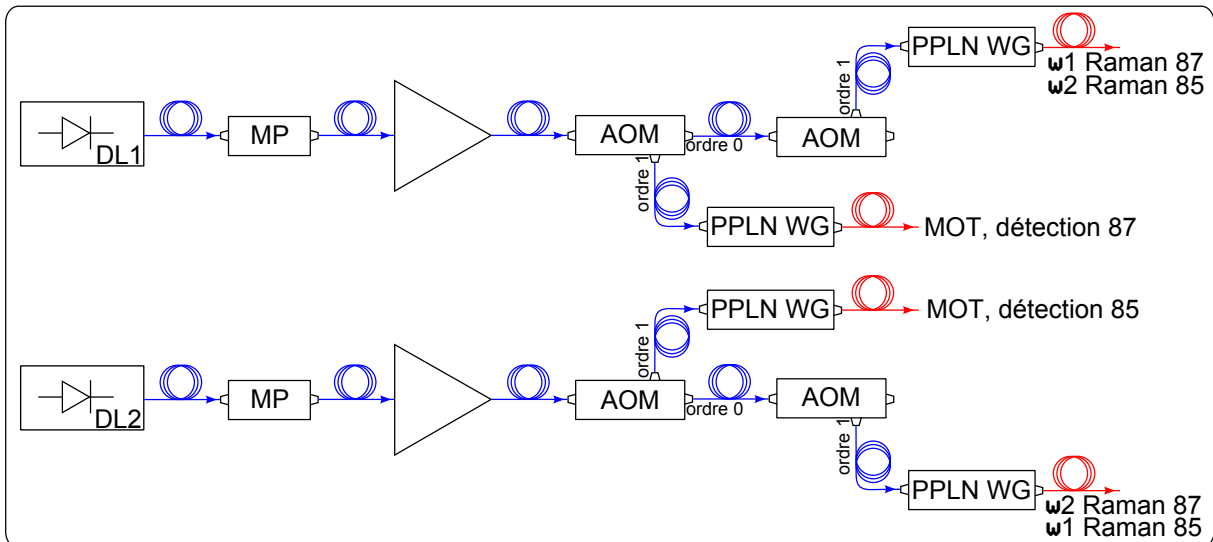 PPLN WG
ω1 Raman 87
ω2 Raman 85
ordre 1
DL1
MP
AOM
ordre 0
AOM
ordre 1
PPLN WG
MOT, détection 87
PPLN WG
MOT, détection 85
ordre 1
DL2
MP
AOM
ordre 0
AOM
ordre 1
PPLN WG
ω2 Raman 87
ω1 Raman 85